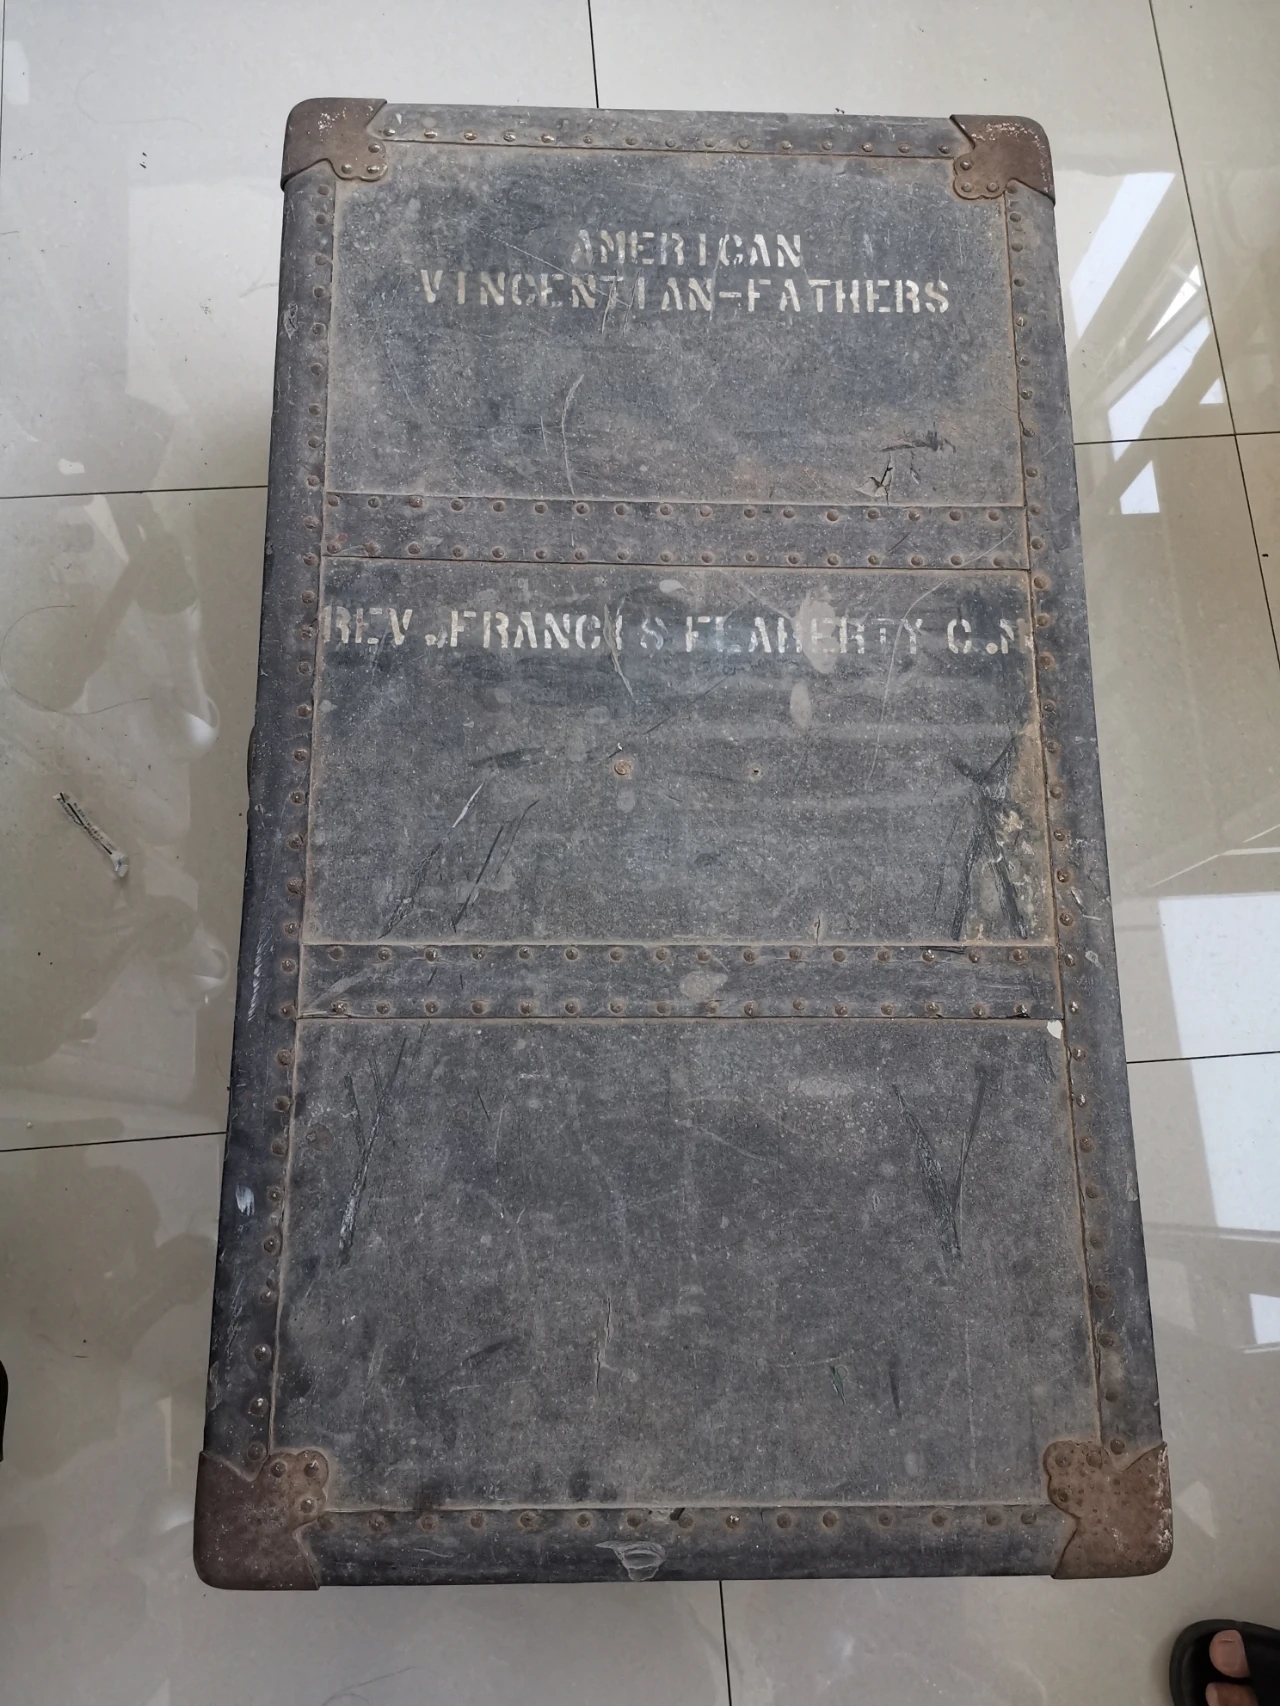 AMERICAN
VINCENTIAN-FATHERS
REV.FRANCIS FLAHERTY C.M